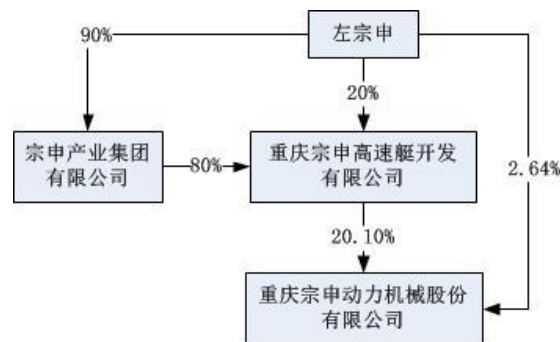 左宗申
90%
20%
宗申产业集团
有限公司
80%
重庆宗申高速艇开发
有限公司
2.64%
20.10%
重庆宗申动力机械股份
有限公司